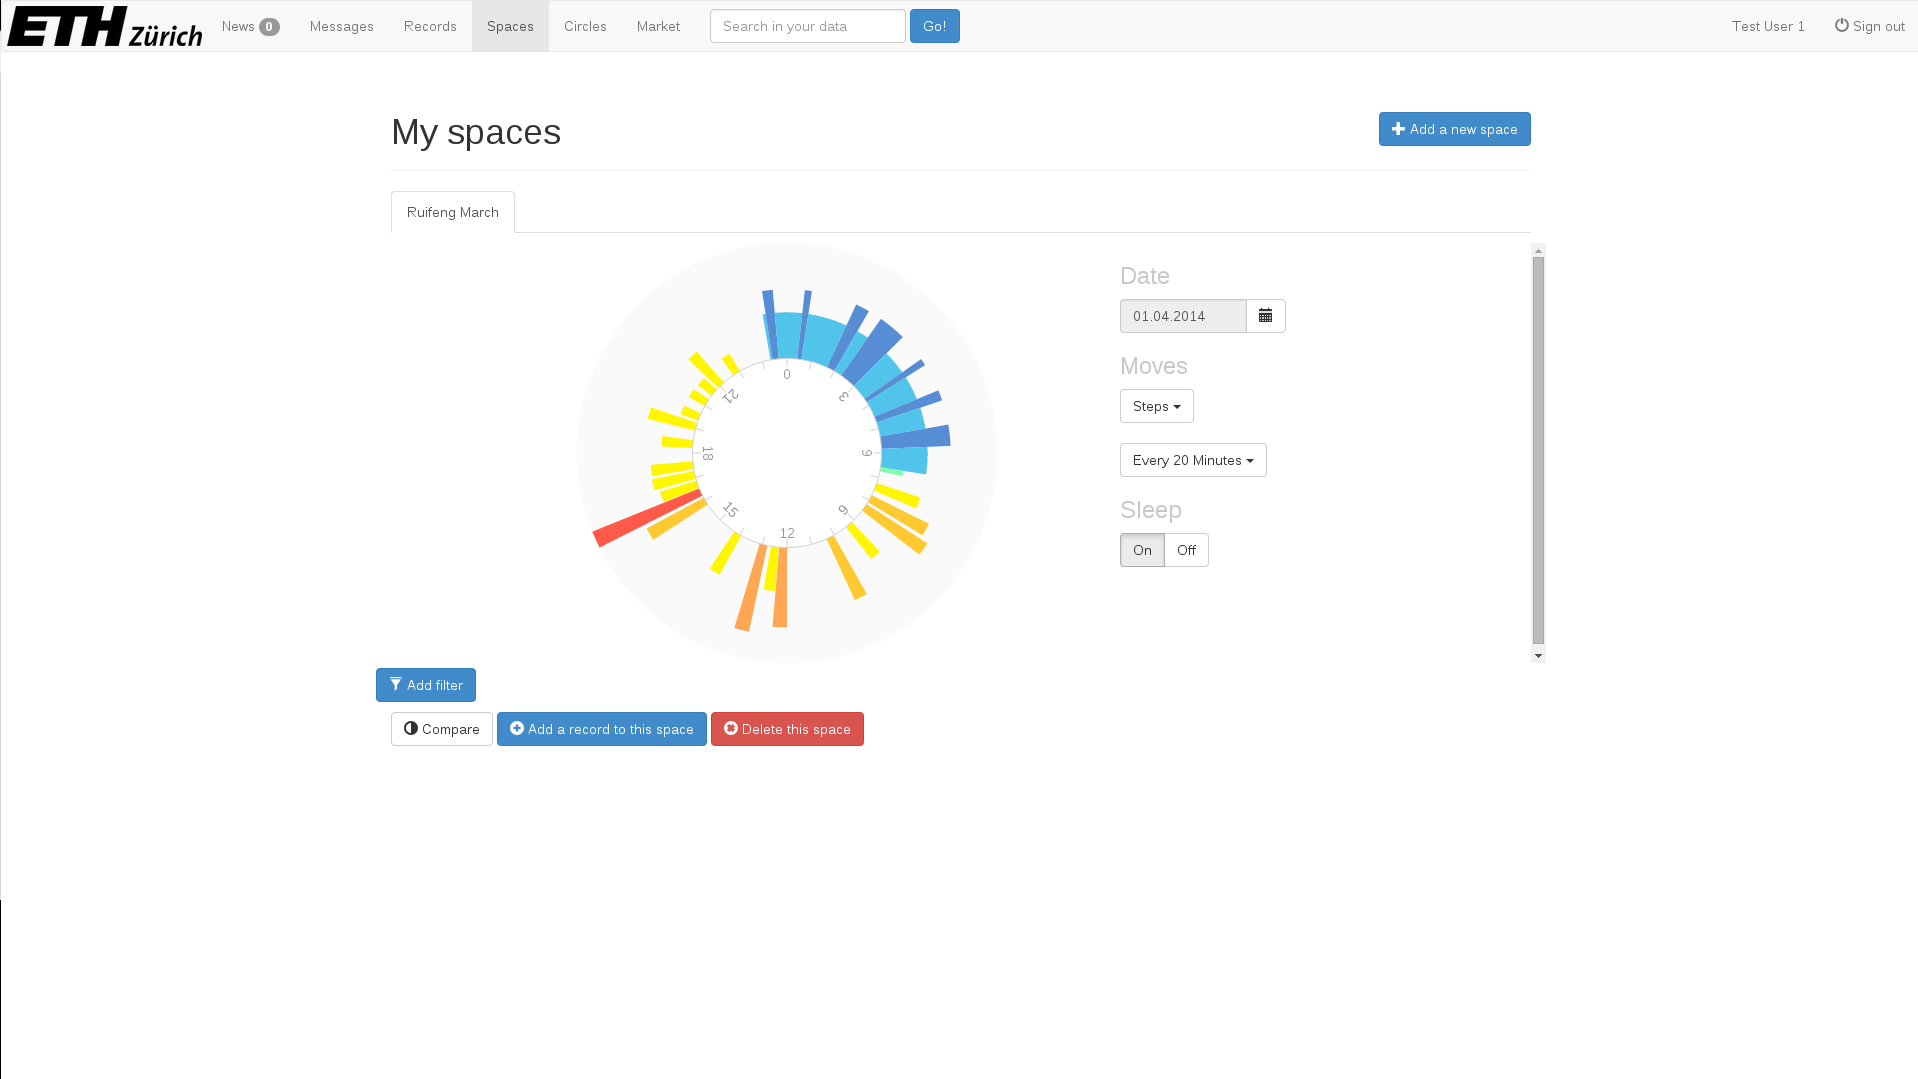 ETH Zürich News 0 Messages Records Spaces Circles Market Search in your data Go! Test User 1 Sign out
My spaces
Add a new space
Ruifeng March
0
3
6
9
12
15
18
21
Date
01.04.2014
Moves
Steps
Every 20 Minutes
Sleep
On Off
Add filter
Compare Add a record to this space Delete this space